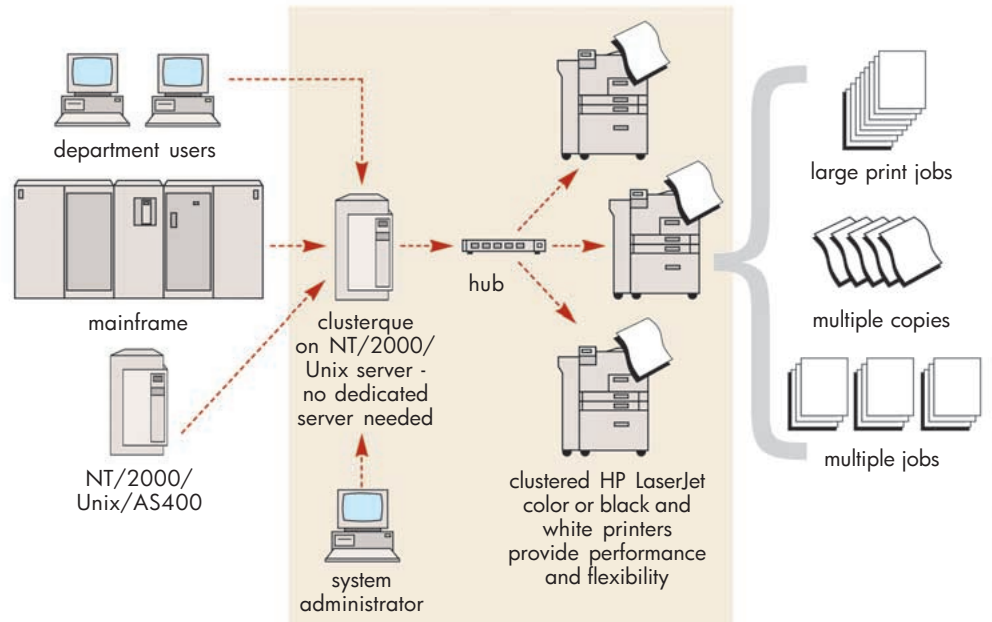 department users
mainframe
NT/2000/
Unix/AS400
clusterque
on NT/2000/
Unix server -
no dedicated
server needed
system
administrator
hub
clustered HP LaserJet
color or black and
white printers
provide performance
and flexibility
large print jobs
multiple copies
multiple jobs